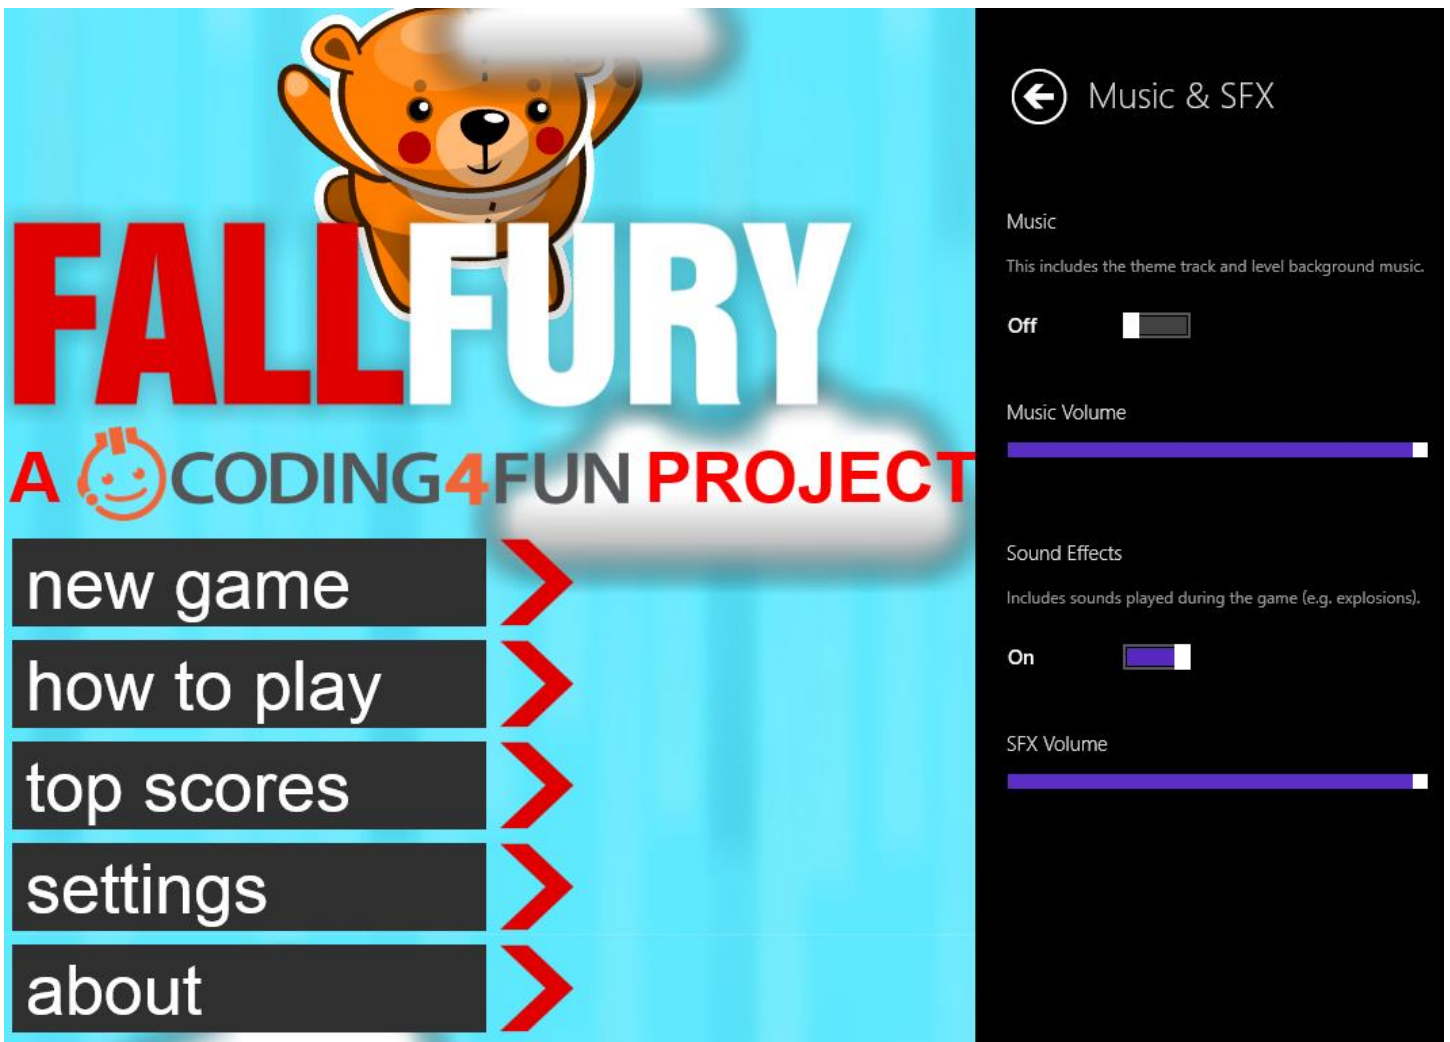 FALLFURY
A CODING4FUN PROJECT
new game
how to play
top scores
settings
about
Music & SFX
Music
This includes the theme track and level background music.
Off
Music Volume
Sound Effects
Includes sounds played during the game (e.g. explosions).
On
SFX Volume